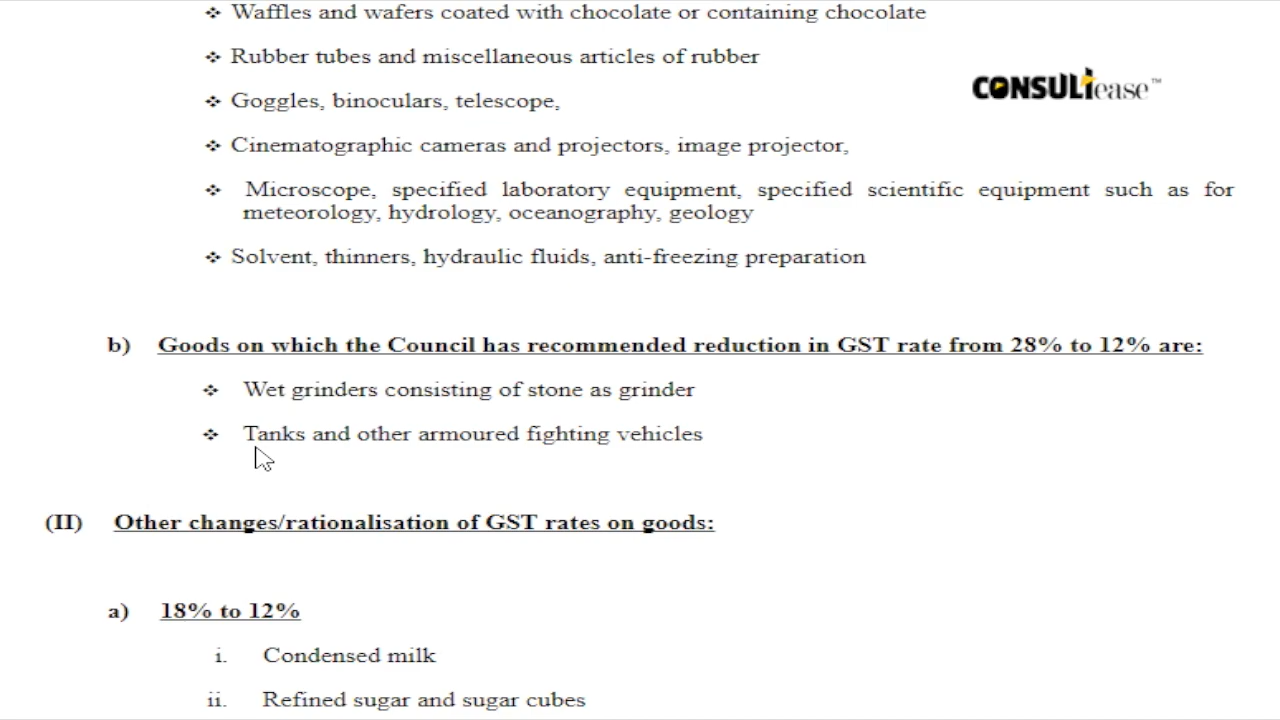 ❖ Waffles and wafers coated with chocolate or containing chocolate
❖ Rubber tubes and miscellaneous articles of rubber
CONSULTease™
❖ Goggles, binoculars, telescope,
❖ Cinematographic cameras and projectors, image projector,
❖ Microscope, specified laboratory equipment, specified scientific equipment such as for
meteorology, hydrology, oceanography, geology
❖ Solvent, thinners, hydraulic fluids, anti-freezing preparation
b) Goods on which the Council has recommended reduction in GST rate from 28% to 12% are:
❖ Wet grinders consisting of stone as grinder
❖ Tanks and other armoured fighting vehicles
(II) Other changes/rationalisation of GST rates on goods:
a) 18% to 12%
i. Condensed milk
ii. Refined sugar and sugar cubes